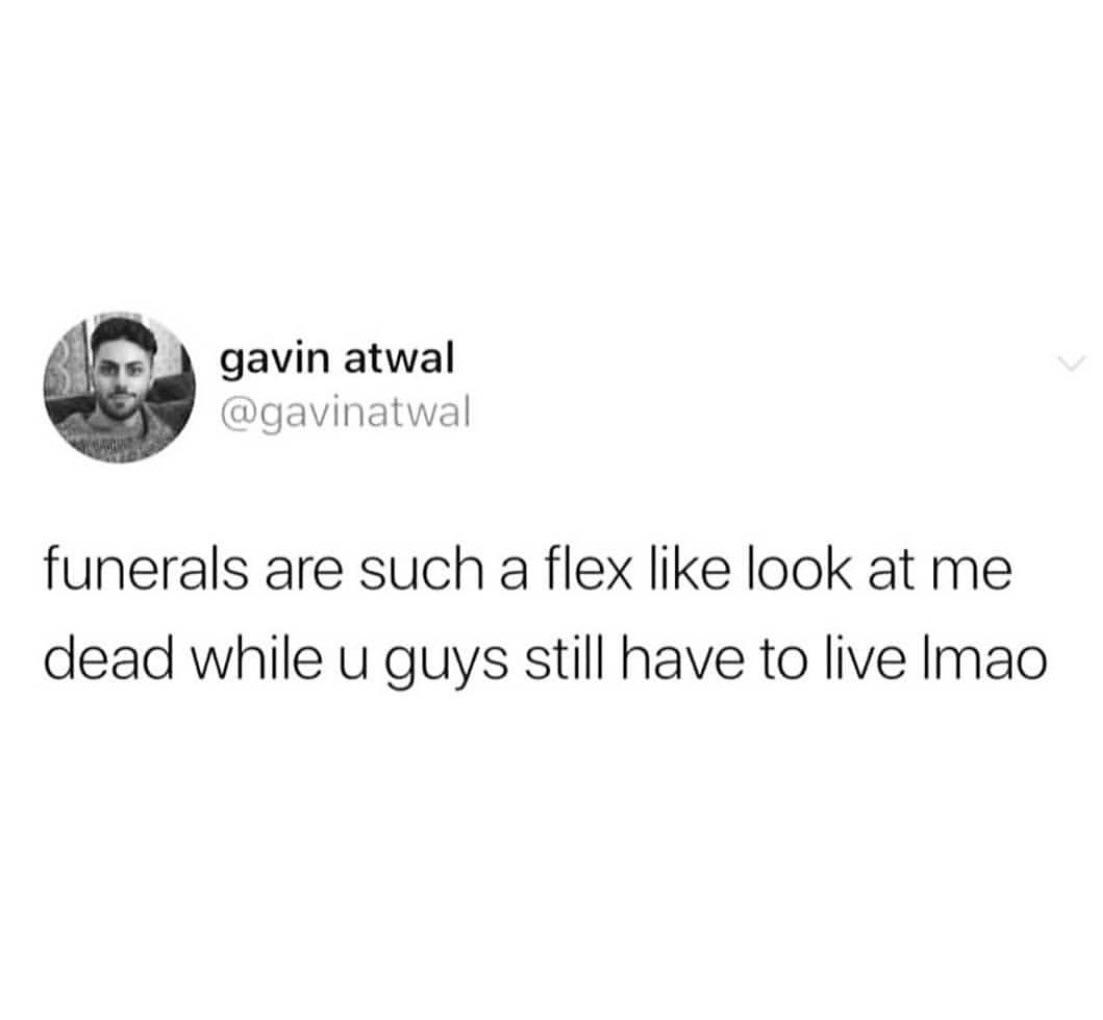 gavin atwal
@gavinatwal
funerals are such a flex like look at me
dead while u guys still have to live lmao